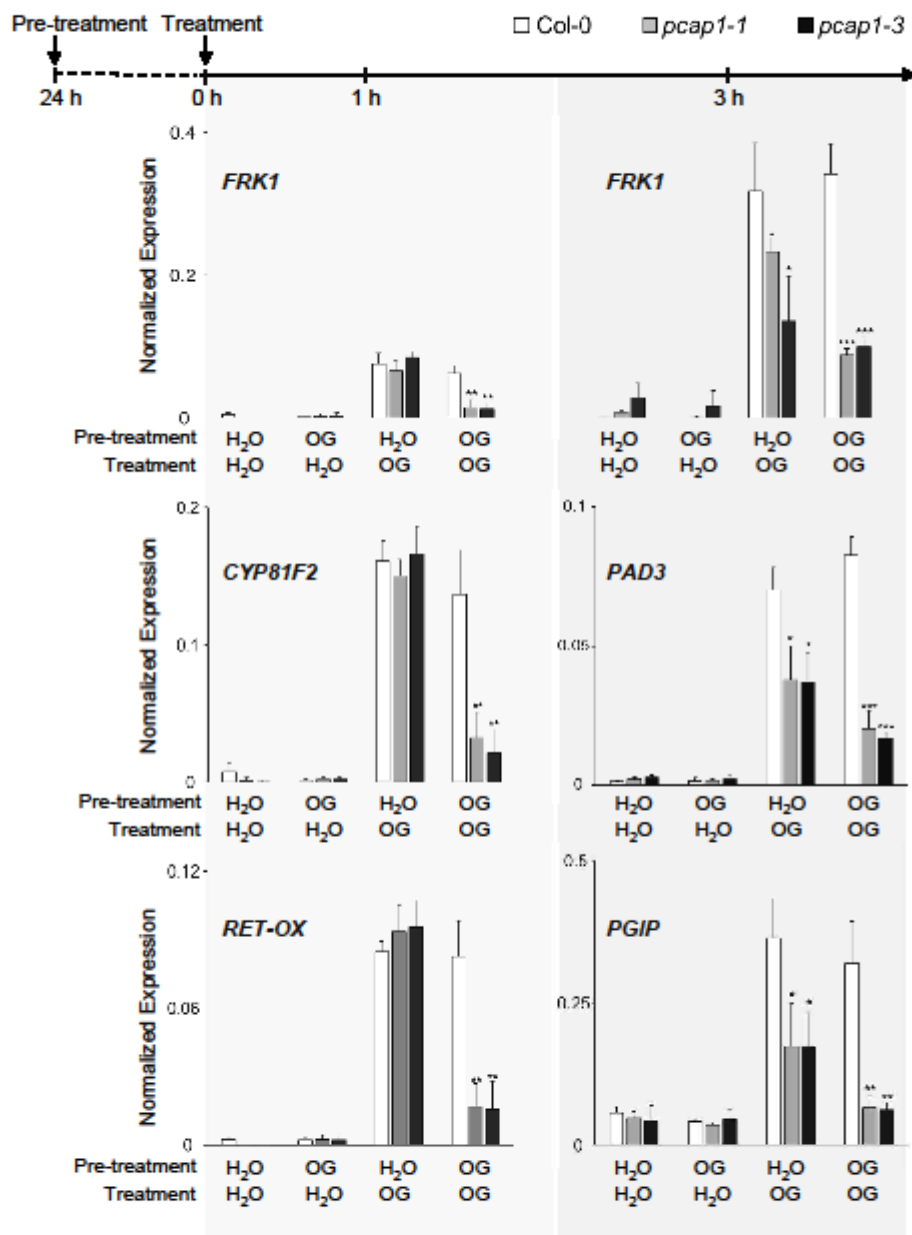 Pre-treatment Treatment Col-0 pcap1-1 pcap1-3
24 h 0 h 1 h 3 h
0.4
FRK1 FRK1
Normalized Expression
0.2
0
Pre-treatment H2O OG H2O OG H2O OG H2O OG
Treatment H2O H2O OG OG H2O H2O OG OG
0.2 0.1
CYP81F2 PAD3
Normalized Expression
0.1 0.05
0 0
Pre-treatment H2O OG H2O OG H2O OG H2O OG
Treatment H2O H2O OG OG H2O H2O OG OG
0.12 0.5
RET-OX PGIP
Normalized Expression
0.06 0.25
0 0
Pre-treatment H2O OG H2O OG H2O OG H2O OG
Treatment H2O H2O OG OG H2O H2O OG OG